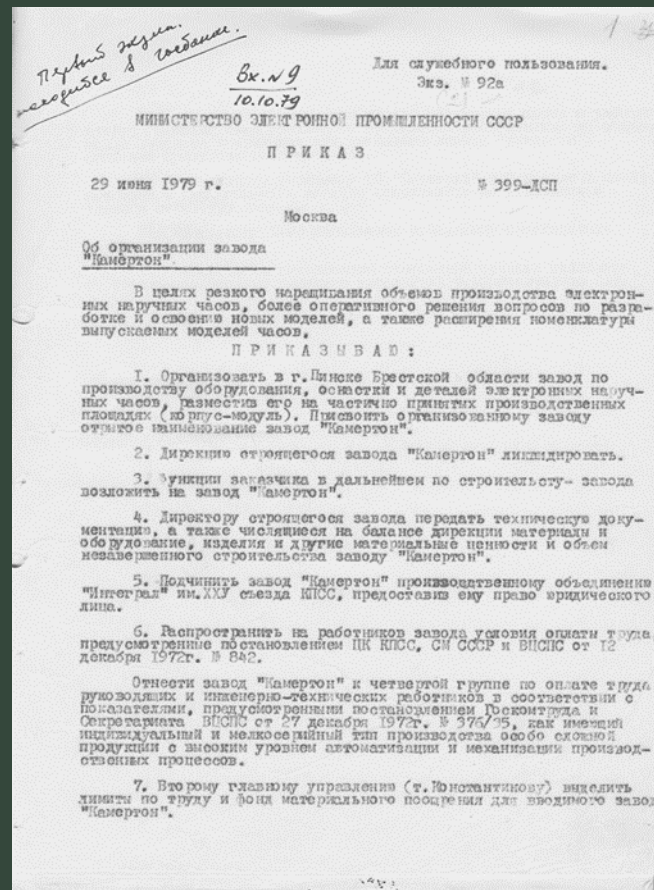 Первый экземп.
находится в госбанке.
1
Вх. № 9
10.10.79
Для служебного пользования.
Экз. № 92а
МИНИСТЕРСТВО ЭЛЕКТРОННОЙ ПРОМЫШЛЕННОСТИ СССР
П Р И К А З
29 июня 1979 г.
№ 399-ДСП
Москва
Об организации завода
"Камертон"
В целях резкого наращивания объемов производства электрон-
ных наручных часов, более оперативного решения вопросов по разра-
ботке и освоению новых моделей, а также расширения номенклатуры
выпускаемых моделей часов,
П Р И К А З Ы В А Ю :
I. Организовать в г.Пинске Брестской области завод по
производству оборудования, оснастки и деталей электронных наруч-
ных часов, разместив его на частично принятых производственных
площадях (корпус-модуль). Присвоить организованному заводу
открытое наименование завод "Камертон".
2. Дирекцию строящегося завода "Камертон" ликвидировать.
3. Функции заказчика в дальнейшем по строительсту- завода
возложить на завод "Камертон".
4. Директору строящегося завода передать техническую доку-
ментацию, а также числящиеся на балансе дирекции материалы и
оборудование, изделия и другие материальные ценности и объем
незавершенного строительства заводу "Камертон".
5. Подчинить завод "Камертон" производственному объединению
"Интеграл" им.ХХУ съезда КПСС, предоставив ему право юридического
лица.
6. Распространить на работников завода условия оплаты труда,
предусмотренные постановлением ЦК КПСС, СМ СССР и ВЦСПС от 12
декабря 1972г. № 842.
Отнести завод "Камертон" к четвертой группе по оплате труда
руководящих и инженерно-технических работников в соответствии с
показателями, предусмотренными постановлением Госкомтруда и
Секретариата ВЦСПС от 27 декабря 1972г. № 376/35, как имеющий
индивидуальный и мелкосерийный тип производства особо сложной
продукции с высоким уровнем автоматизации и механизации производ-
ственных процессов.
7. Второму главному управлению (т.Константинову) выделить
лимиты по труду и фонд материального поощрения для вводимого завод
"Камертон".